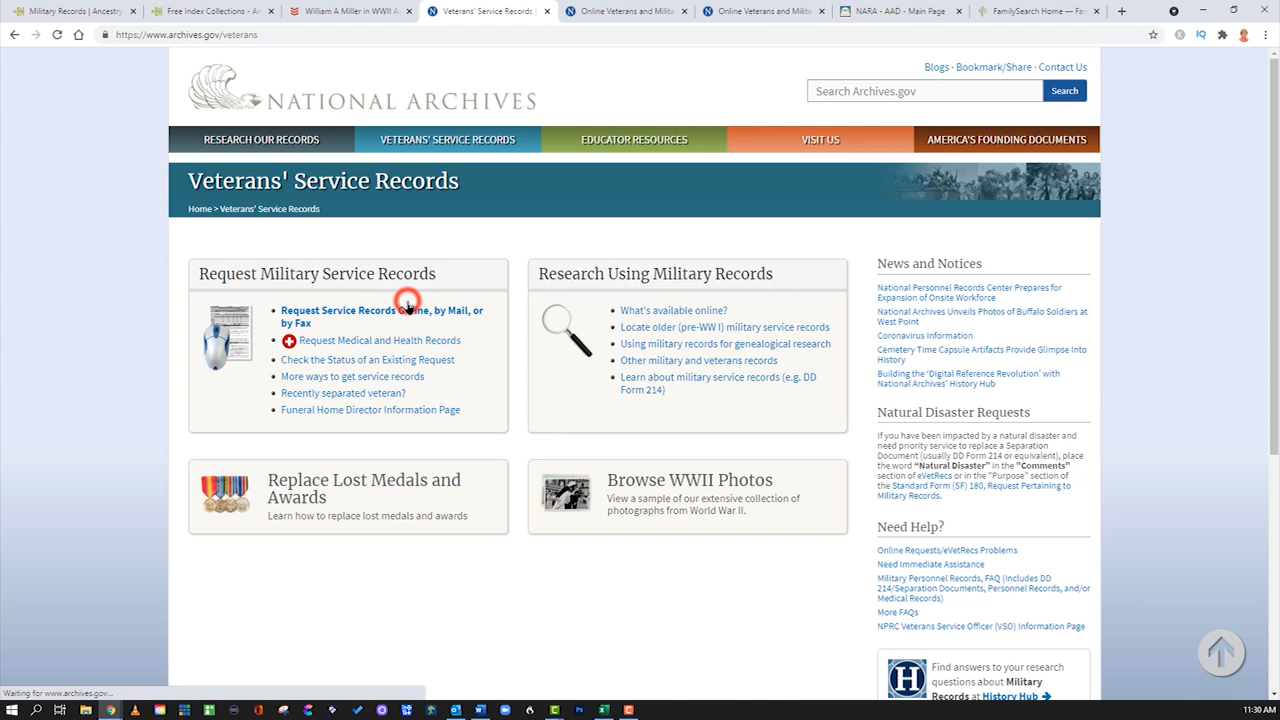 Military Records | Ancestry
Free Index Collections - An
William A Miller in WWII A
Veterans' Service Records |
Online Veterans and Milita
Online Veterans and Milita
NARA - AAD - Main Page
FamilySearch Home — Fam
https://www.archives.gov/veterans
Blogs · Bookmark/Share · Contact Us
NATIONAL ARCHIVES
Search Archives.gov
Search
RESEARCH OUR RECORDS
VETERANS' SERVICE RECORDS
EDUCATOR RESOURCES
VISIT US
AMERICA'S FOUNDING DOCUMENTS
Veterans' Service Records
Home > Veterans' Service Records
Request Military Service Records
Request Service Records Online, by Mail, or
by Fax
Request Medical and Health Records
Check the Status of an Existing Request
More ways to get service records
Recently separated veteran?
Funeral Home Director Information Page
Research Using Military Records
What's available online?
Locate older (pre-WW I) military service records
Using military records for genealogical research
Other military and veterans records
Learn about military service records (e.g. DD
Form 214)
Replace Lost Medals and
Awards
Learn how to replace lost medals and awards
Browse WWII Photos
View a sample of our extensive collection of
photographs from World War II.
News and Notices
National Personnel Records Center Prepares for
Expansion of Onsite Workforce
National Archives Unveils Photos of Buffalo Soldiers at
West Point
Coronavirus Information
Cemetery Time Capsule Artifacts Provide Glimpse Into
History
Building the 'Digital Reference Revolution' with
National Archives' History Hub
Natural Disaster Requests
If you have been impacted by a natural disaster and
need priority service to replace a Separation
Document (usually DD Form 214 or equivalent), place
the word "Natural Disaster" in the "Comments"
section of eVetRecs or in the "Purpose" section of
the Standard Form (SF) 180, Request Pertaining to
Military Records.
Need Help?
Online Requests/eVetRecs Problems
Need Immediate Assistance
Military Personnel Records, FAQ (Includes DD
214/Separation Documents, Personnel Records, and/or
Medical Records)
More FAQs
NPRC Veterans Service Officer (VSO) Information Page
H
Find answers to your research
questions about Military
Records at History Hub
Waiting for www.archives.gov...
11:30 AM